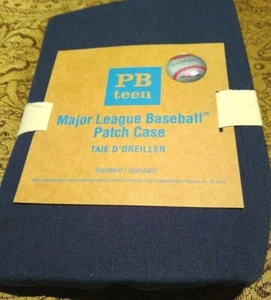 PB
teen
Major League Baseball™
Patch Case
TAIE D'OREILLER
Standard / standard